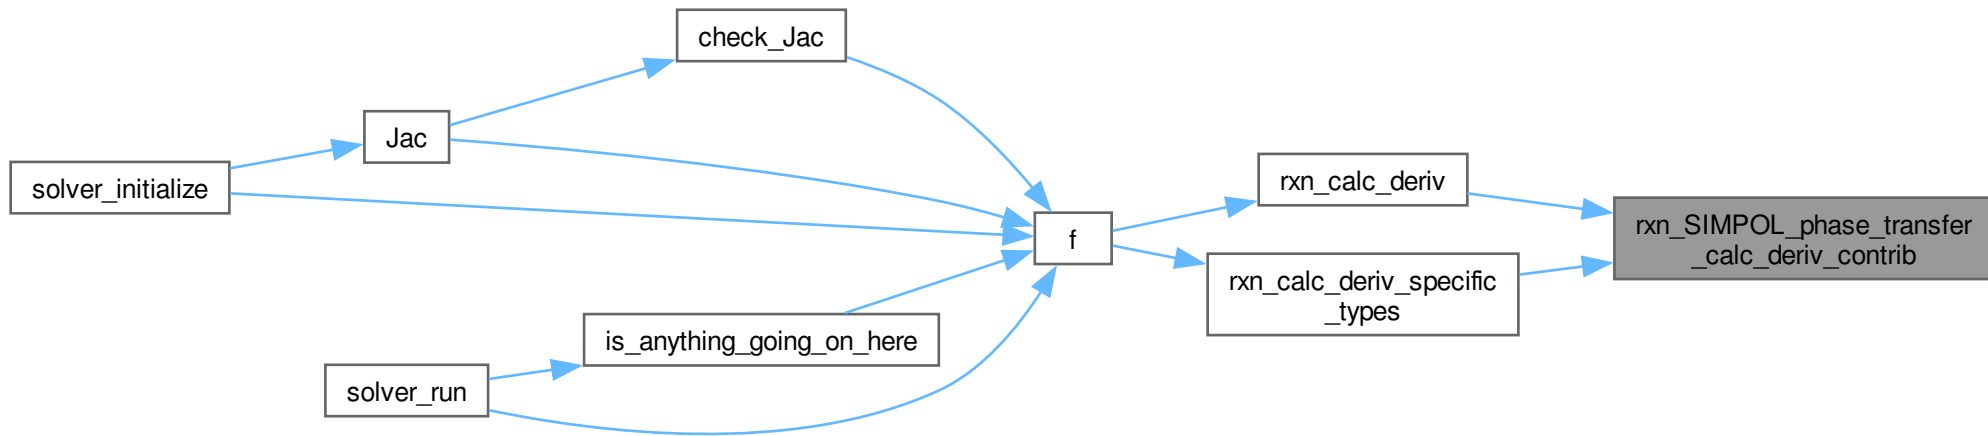 check_Jac
Jac
solver_initialize
rxn_calc_deriv
f
rxn_SIMPOL_phase_transfer
_calc_deriv_contrib
rxn_calc_deriv_specific
_types
is_anything_going_on_here
solver_run